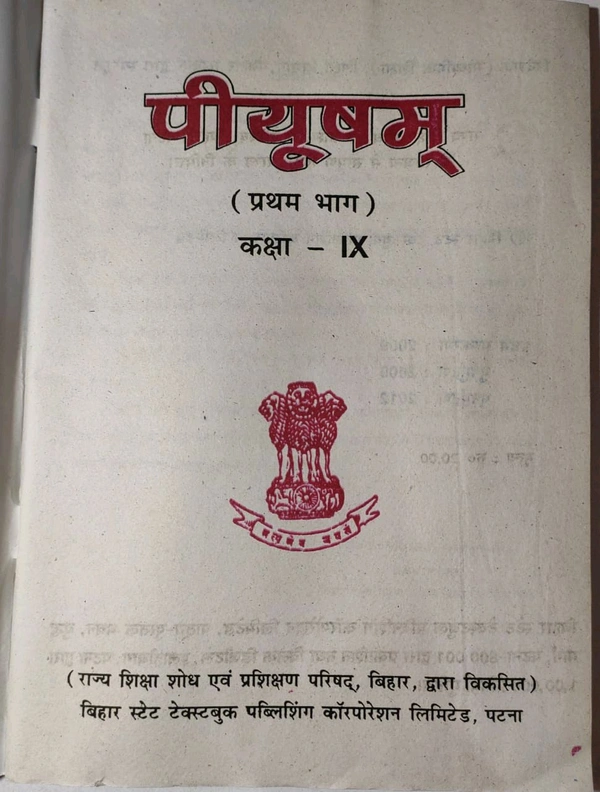 पीयूषम्
( प्रथम भाग )
कक्षा – IX
सत्यमेव जयते
( राज्य शिक्षा शोध एवं प्रशिक्षण परिषद्, बिहार, द्वारा विकसित )
बिहार स्टेट टेक्स्टबुक पब्लिशिंग कॉरपोरेशन लिमिटेड, पटना